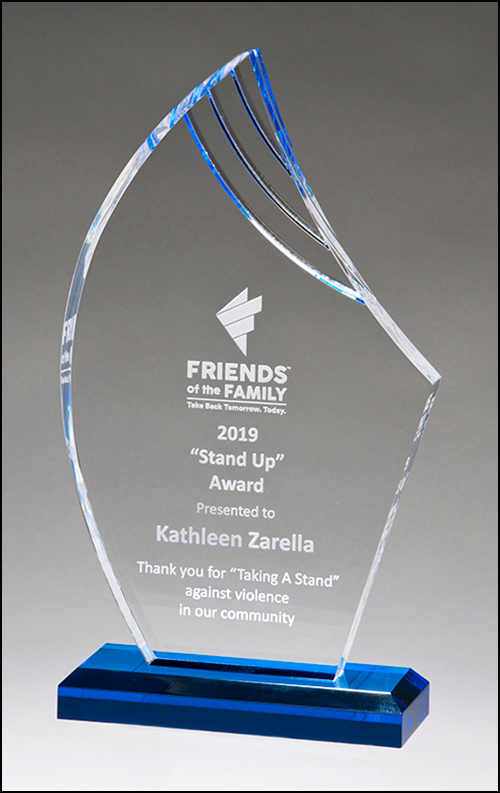 FRIENDS™
of the FAMILY
Take Back Tomorrow. Today.
2019
“Stand Up”
Award
Presented to
Kathleen Zarella
Thank you for “Taking A Stand”
against violence
in our community